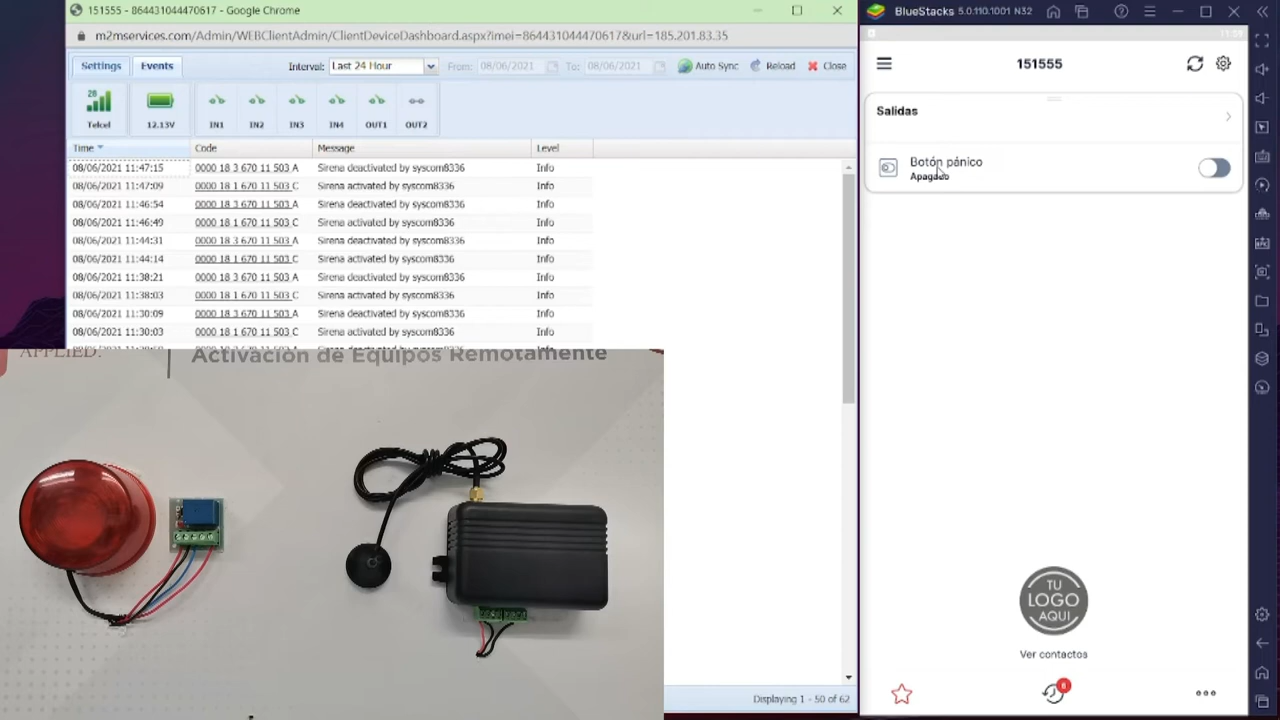 151555 - 864431044070617 - Google Chrome
m2mservices.com/Admin/WEBClientAdmin/ClientDeviceDashboard.aspx?imei=864431044070617&url=185.201.83.35
Settings Events Interval: Last 24 Hour From: 08/06/2021 To: 08/06/2021 Auto Sync Reload Close
28
Telcel 12.13V IN1 IN2 IN3 IN4 OUT1 OUT2
Time Code Message Level
08/06/2021 11:47:15 0000 18 3 670 11 503 A Sirena deactivated by syscom8336 Info
08/06/2021 11:47:09 0000 18 1 670 11 503 C Sirena activated by syscom8336 Info
08/06/2021 11:46:54 0000 18 3 670 11 503 A Sirena deactivated by syscom8336 Info
08/06/2021 11:46:49 0000 18 1 670 11 503 C Sirena activated by syscom8336 Info
08/06/2021 11:44:31 0000 18 3 670 11 503 A Sirena deactivated by syscom8336 Info
08/06/2021 11:44:14 0000 18 1 670 11 503 C Sirena activated by syscom8336 Info
08/06/2021 11:38:21 0000 18 3 670 11 503 A Sirena deactivated by syscom8336 Info
08/06/2021 11:38:03 0000 18 1 670 11 503 C Sirena activated by syscom8336 Info
08/06/2021 11:30:09 0000 18 3 670 11 503 A Sirena deactivated by syscom8336 Info
08/06/2021 11:30:03 0000 18 1 670 11 503 C Sirena activated by syscom8336 Info
APPLIED. Activación de Equipos Remotamente
Displaying 1 - 50 of 62
BlueStacks 5.0.110.1001 N32
11:59
151555
Salidas
Botón pánico
Apagado
TU
LOGO
AQUI
Ver contactos